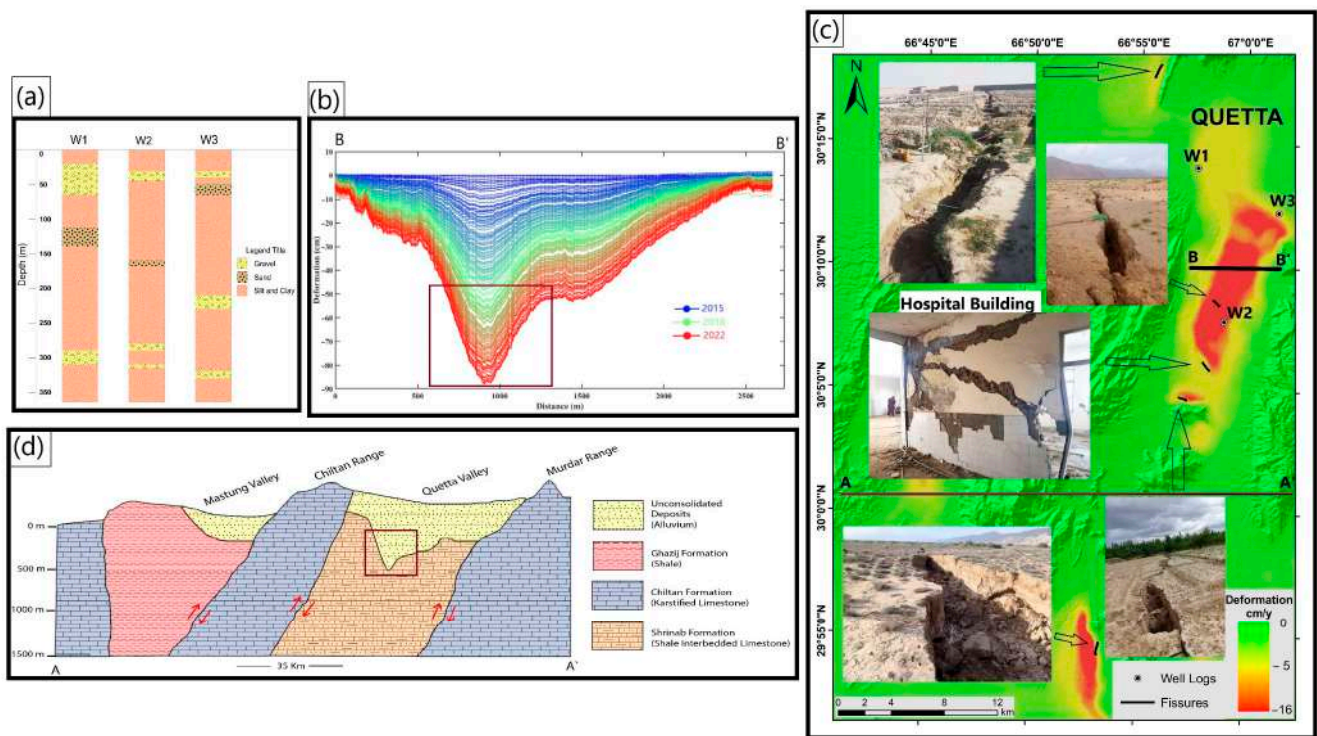 (a)
W1 W2 W3
0
50
100
150
200
250
300
350
Depth (m)
Legend Title
Gravel
Sand
Silt and Clay
(b)
B B'
10
0
-10
-20
-30
-40
-50
-60
-70
-80
-90
Deformation (cm)
0 500 1000 1500 2000 2500
Distance (m)
2015
2018
2022
(c)
66°45'0"E 66°50'0"E 66°55'0"E 67°0'0"E
N
30°15'0"N
30°10'0"N
30°5'0"N
30°0'0"N
29°55'0"N
QUETTA
W1
W3
B B'
W2
Hospital Building
A A'
Deformation
cm/y
0
- 5
-16
Well Logs
Fissures
0 2 4 8 12
km
(d)
Mastung Valley
Chiltan Range
Quetta Valley
Murdar Range
0 m
500 m
1000 m
1500 m
A
35 Km
A'
Unconsolidated
Deposits
(Alluvium)
Ghazij Formation
(Shale)
Chiltan Formation
(Karstified Limestone)
Shrinab Formation
(Shale Interbedded Limestone)